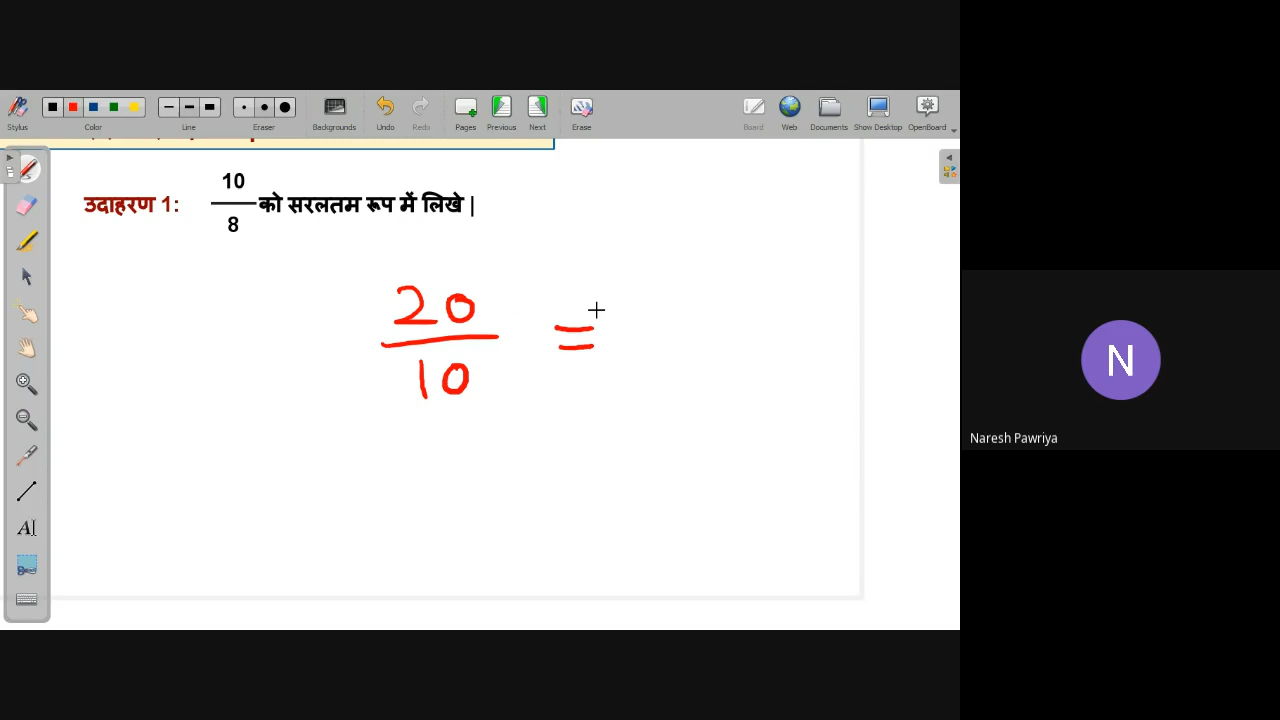 Stylus
Color
Line
Eraser
Backgrounds
Undo
Redo
Pages
Previous
Next
Erase
Board
Web
Documents
Show Desktop
OpenBoard
उदाहरण 1: 10/8 को सरलतम रूप में लिखे |
20/10 =
N
Naresh Pawriya